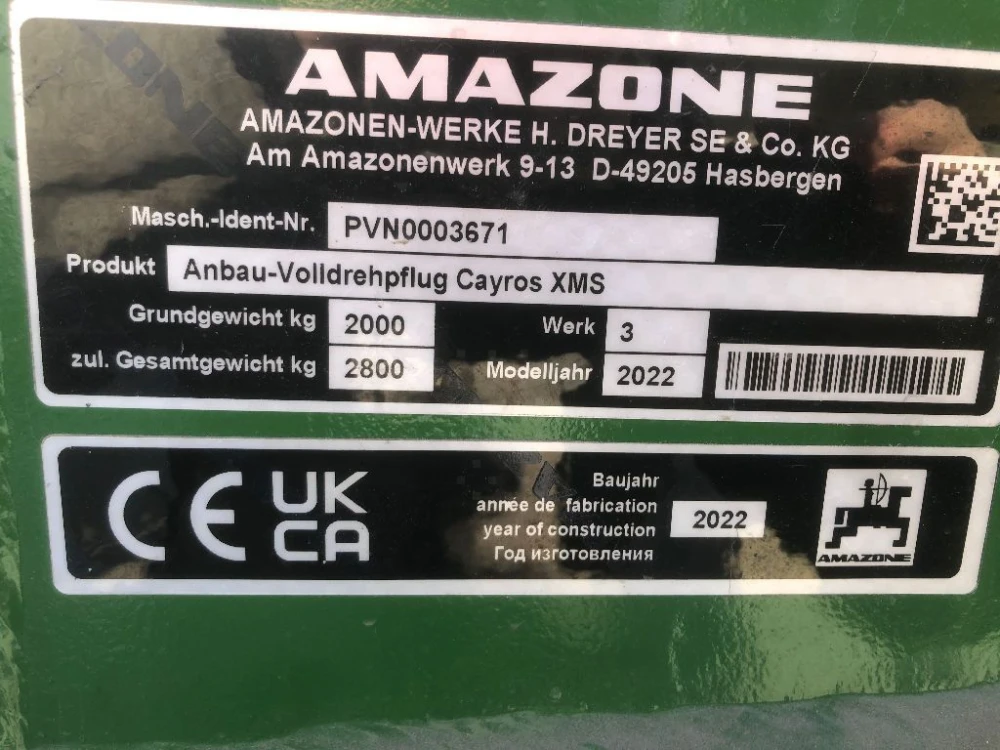 AMAZONE
AMAZONEN-WERKE H. DREYER SE & Co. KG
Am Amazonenwerk 9-13 D-49205 Hasbergen
Masch.-Ident-Nr. PVN0003671
Produkt Anbau-Volldrehpflug Cayros XMS
Grundgewicht kg 2000 Werk 3
zul. Gesamtgewicht kg 2800 Modelljahr 2022
CE UK CA
Baujahr
année de fabrication
year of construction
Год изготовления
2022
AMAZONE